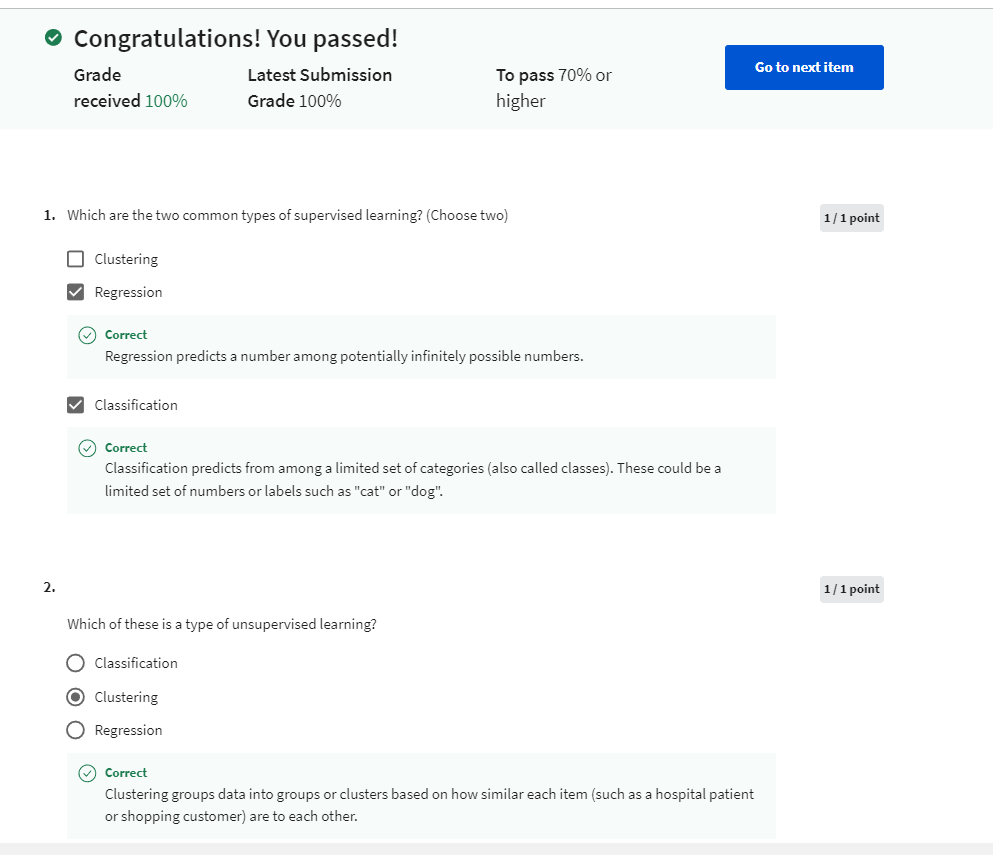 Congratulations! You passed!
Grade
received 100%
Latest Submission
Grade 100%
To pass 70% or
higher
Go to next item
1. Which are the two common types of supervised learning? (Choose two)
1 / 1 point
Clustering
Regression
Correct
Regression predicts a number among potentially infinitely possible numbers.
Classification
Correct
Classification predicts from among a limited set of categories (also called classes). These could be a
limited set of numbers or labels such as "cat" or "dog".
2.
1 / 1 point
Which of these is a type of unsupervised learning?
Classification
Clustering
Regression
Correct
Clustering groups data into groups or clusters based on how similar each item (such as a hospital patient
or shopping customer) are to each other.